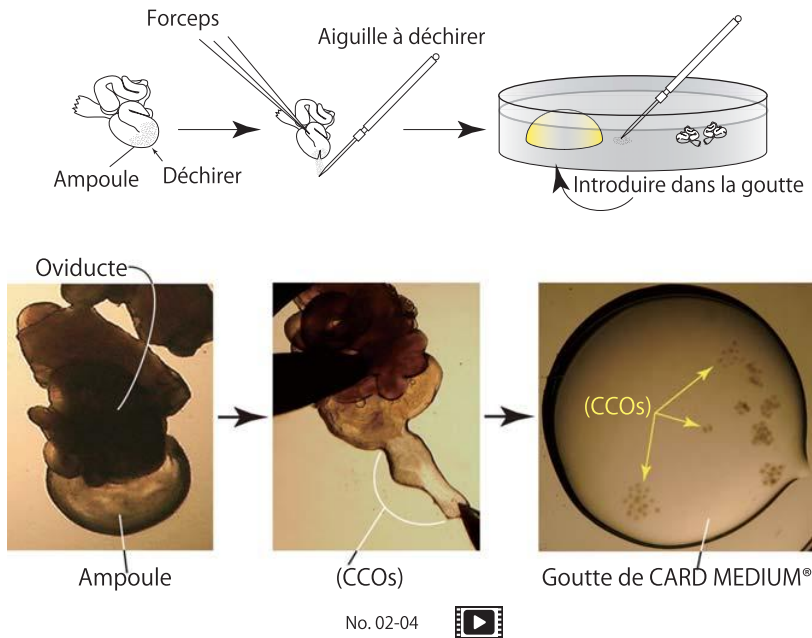 Forceps
Aiguille à déchirer
Ampoule
Déchirer
Introduire dans la goutte
Oviducte
(CCOs)
Ampoule
(CCOs)
Goutte de CARD MEDIUM®
No. 02-04